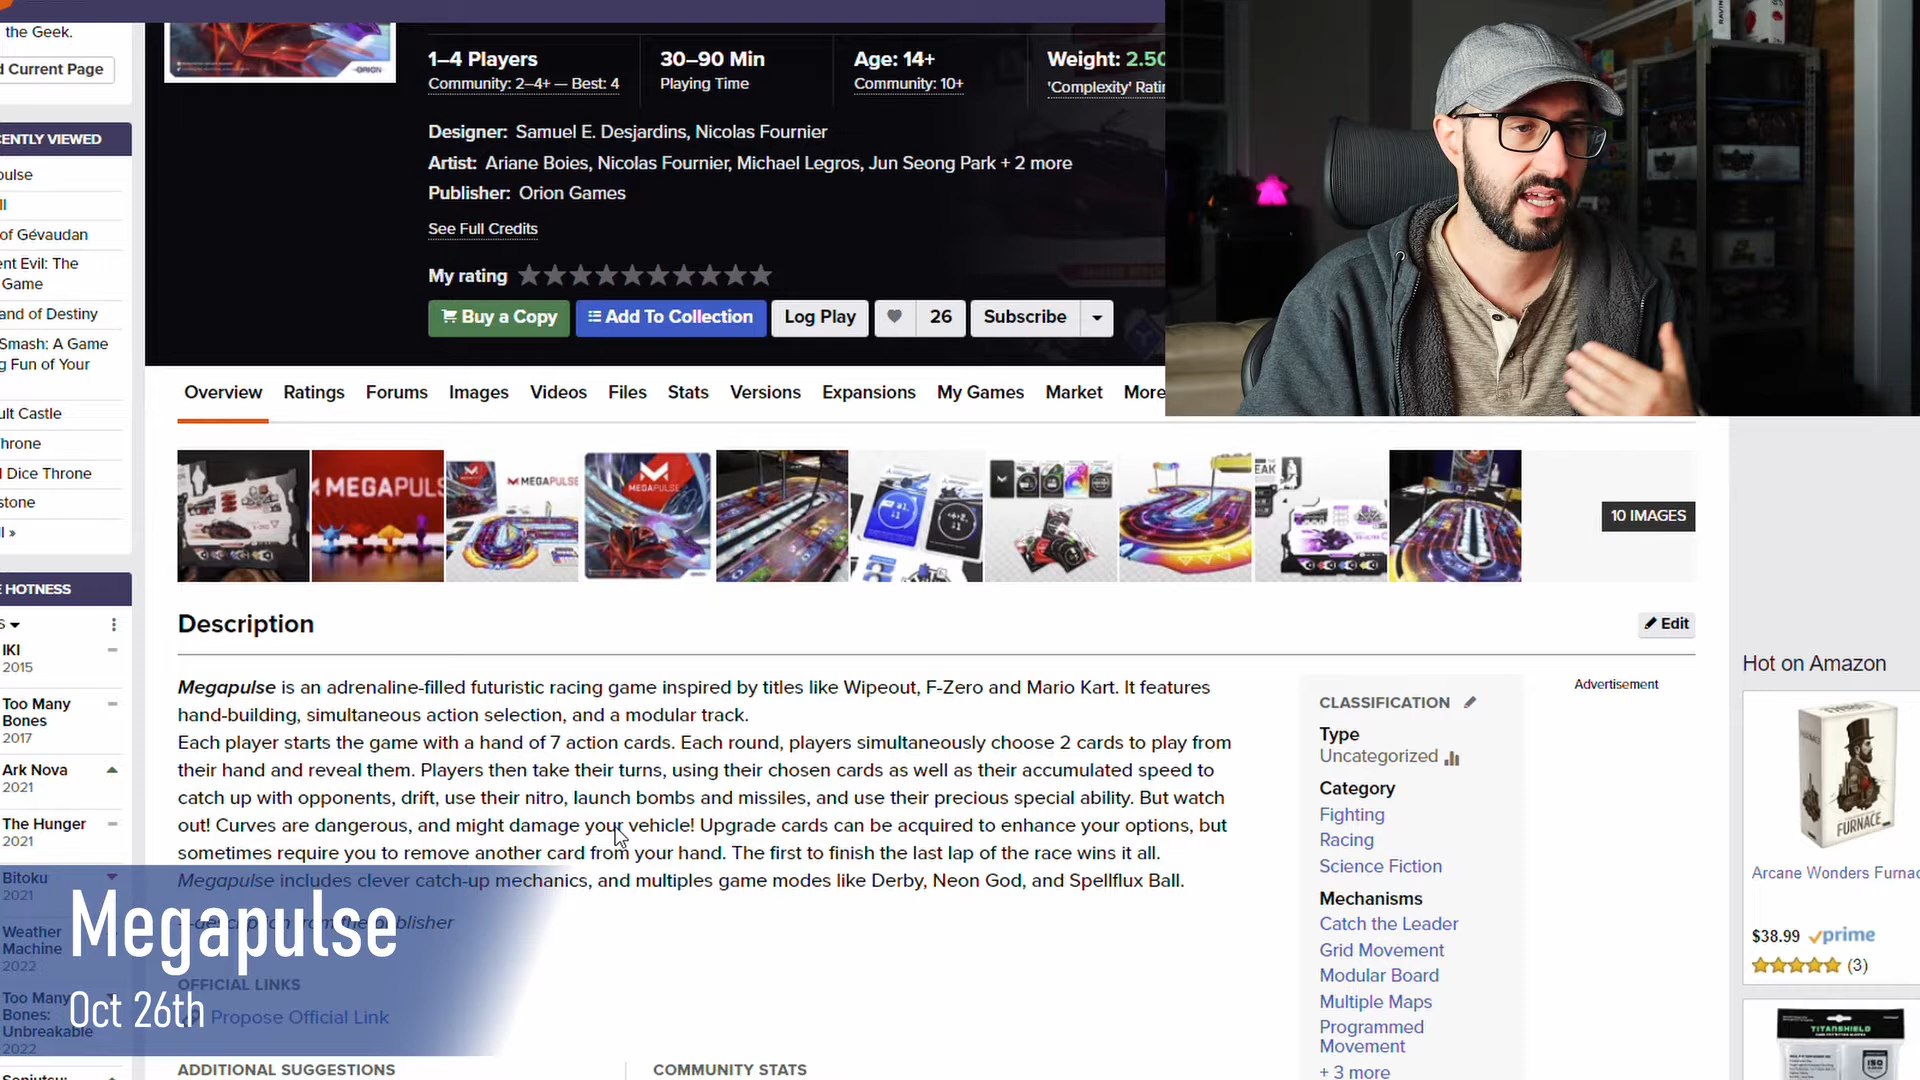 the Geek.
d Current Page
CENTLY VIEWED
pulse
ll
of Gévaudan
ent Evil: The
Game
and of Destiny
Smash: A Game
g Fun of Your
ult Castle
hrone
l Dice Throne
stone
ll »
E HOTNESS
S
IKI
2015
Too Many
Bones
2017
Ark Nova
2021
The Hunger
2021
Bitoku
2021
Weather
Machine
2022
Too Many
Bones:
Unbreakable
2022
1–4 Players
Community: 2–4+ — Best: 4
30–90 Min
Playing Time
Age: 14+
Community: 10+
Weight: 2.50
'Complexity' Ratin
Designer: Samuel E. Desjardins, Nicolas Fournier
Artist: Ariane Boies, Nicolas Fournier, Michael Legros, Jun Seong Park + 2 more
Publisher: Orion Games
See Full Credits
My rating
Buy a Copy
Add To Collection
Log Play
26
Subscribe
Overview Ratings Forums Images Videos Files Stats Versions Expansions My Games Market More
MEGAPULS
MEGAPULSE
MEGAPULSE
10 IMAGES
Description
Edit
Megapulse is an adrenaline-filled futuristic racing game inspired by titles like Wipeout, F-Zero and Mario Kart. It features
hand-building, simultaneous action selection, and a modular track.
Each player starts the game with a hand of 7 action cards. Each round, players simultaneously choose 2 cards to play from
their hand and reveal them. Players then take their turns, using their chosen cards as well as their accumulated speed to
catch up with opponents, drift, use their nitro, launch bombs and missiles, and use their precious special ability. But watch
out! Curves are dangerous, and might damage your vehicle! Upgrade cards can be acquired to enhance your options, but
sometimes require you to remove another card from your hand. The first to finish the last lap of the race wins it all.
Megapulse includes clever catch-up mechanics, and multiples game modes like Derby, Neon God, and Spellflux Ball.
—description from the publisher
OFFICIAL LINKS
Propose Official Link
ADDITIONAL SUGGESTIONS
COMMUNITY STATS
CLASSIFICATION
Type
Uncategorized
Category
Fighting
Racing
Science Fiction
Mechanisms
Catch the Leader
Grid Movement
Modular Board
Multiple Maps
Programmed
Movement
+ 3 more
Advertisement
Hot on Amazon
FURNACE
Arcane Wonders Furnac
$38.99 prime
(3)
TITANSHIELD
Megapulse
Oct 26th